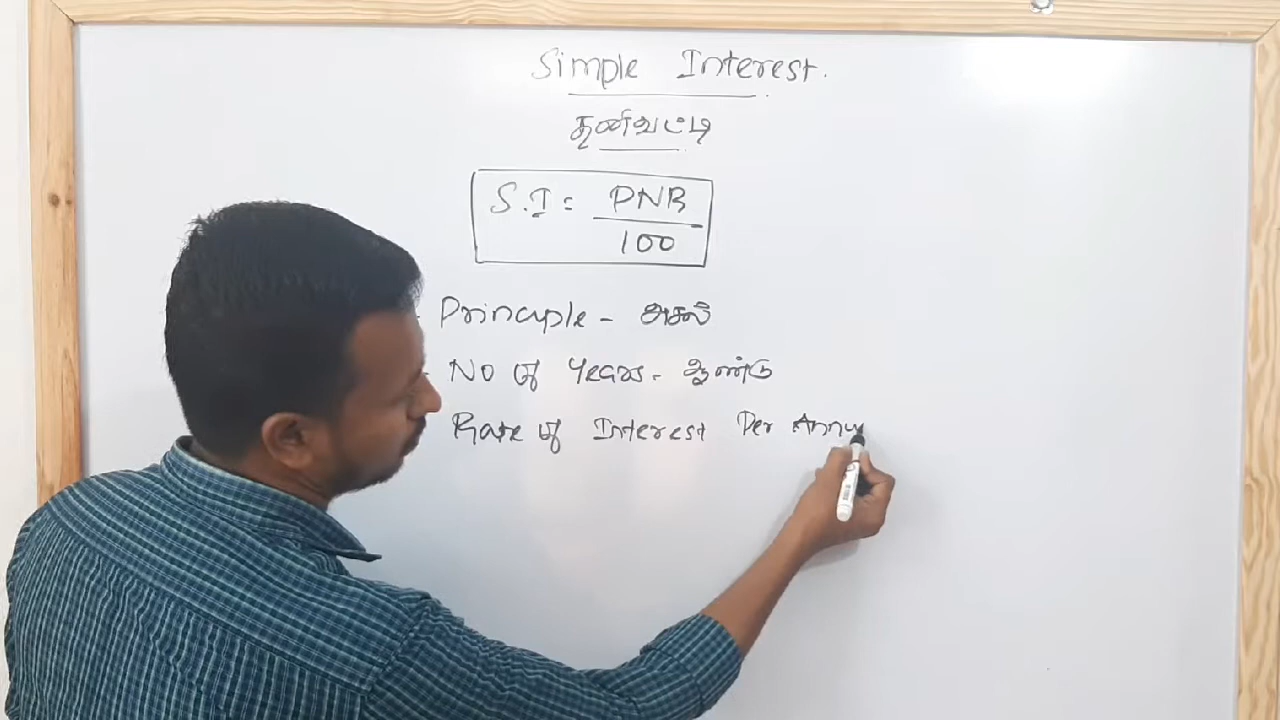 Simple Interest.
தனிவட்டி
S.I = PNR
100
Principle - அசல்
No of Years - ஆண்டு
Rate of Interest Per Annu